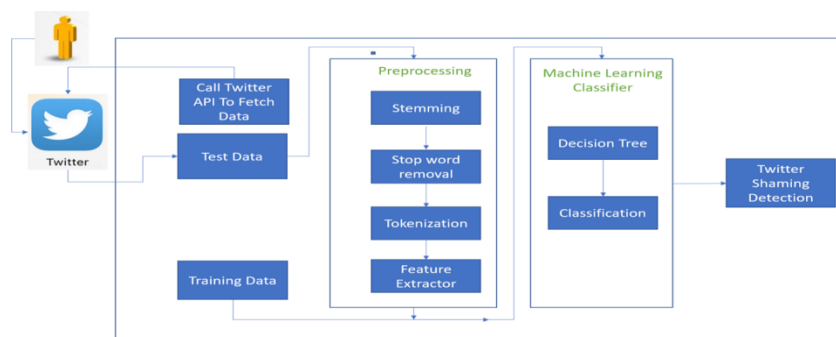 Preprocessing
Machine Learning
Classifier
Call Twitter
API To Fetch
Data
Stemming
Twitter
Test Data
Stop word
removal
Decision Tree
Twitter
Shaming
Detection
Tokenization
Classification
Training Data
Feature
Extractor